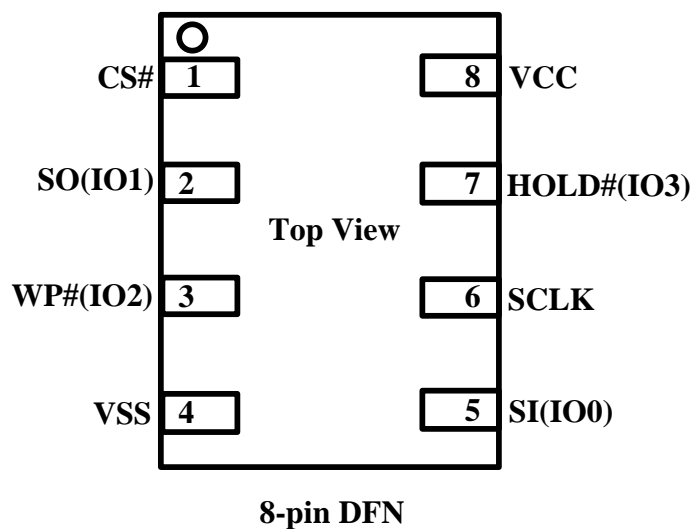 CS# 1 8 VCC
SO(IO1) 2 7 HOLD#(IO3)
Top View
WP#(IO2) 3 6 SCLK
VSS 4 5 SI(IO0)
8-pin DFN